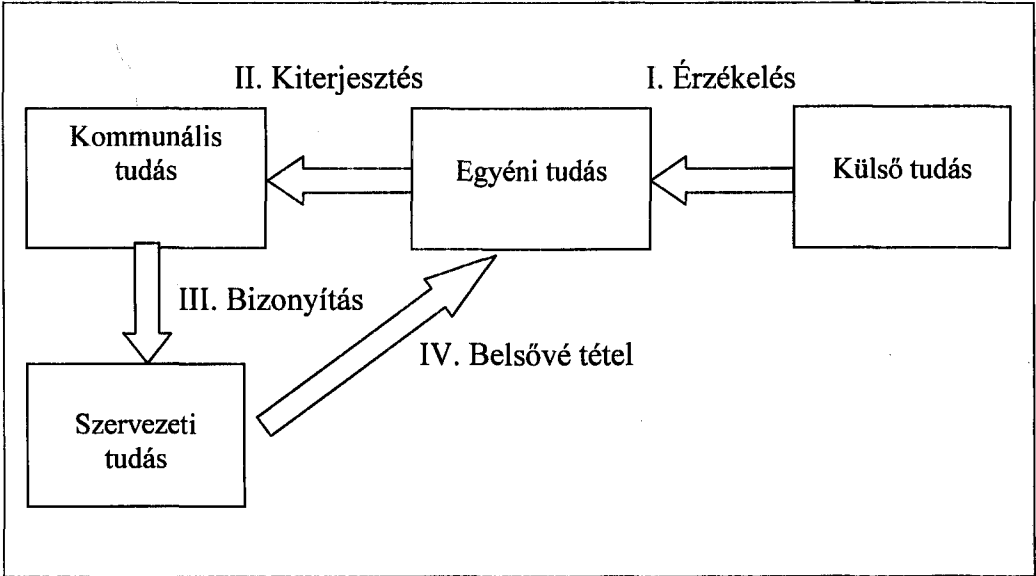 II. Kiterjesztés
I. Érzékelés
Kommunális
tudás
Egyéni tudás
Külső tudás
III. Bizonyítás
IV. Belsővé tétel
Szervezeti
tudás